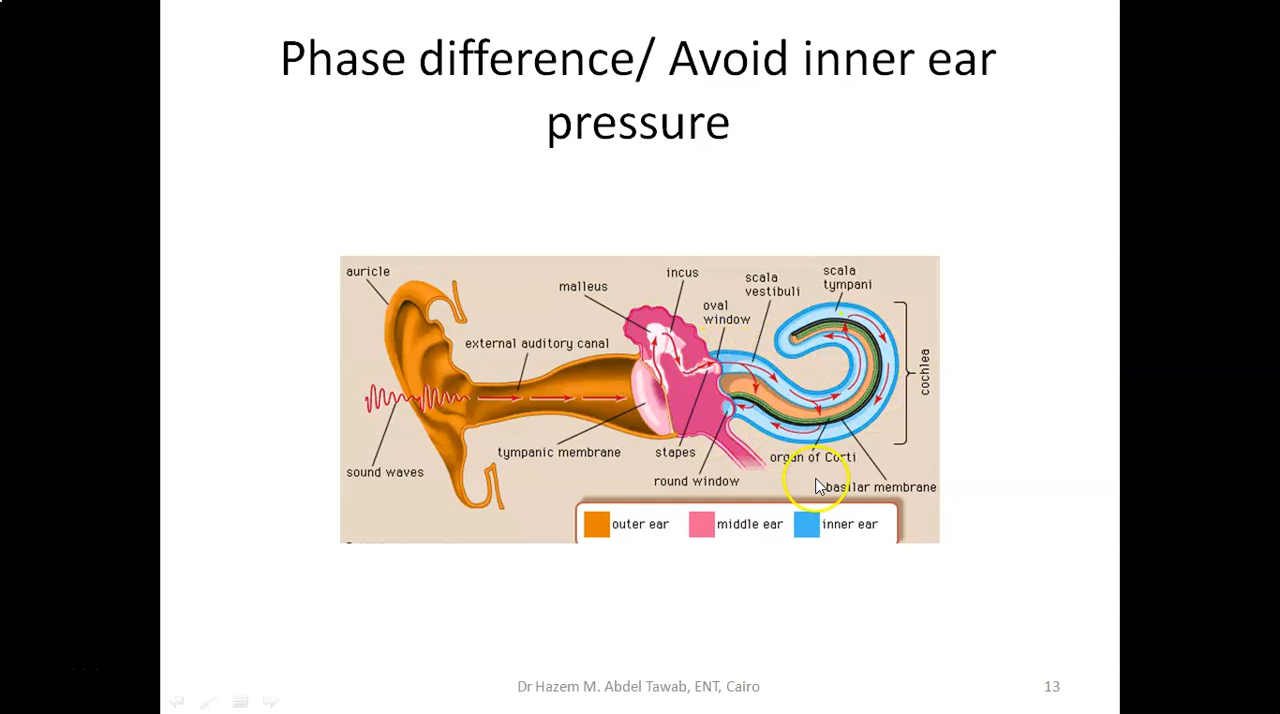 Phase difference/ Avoid inner ear
pressure
auricle
malleus
incus
scala
vestibuli
scala
tympani
oval
window
external auditory canal
cochlea
tympanic membrane
stapes
organ of Corti
sound waves
round window
basilar membrane
outer ear
middle ear
inner ear
Dr Hazem M. Abdel Tawab, ENT, Cairo
13